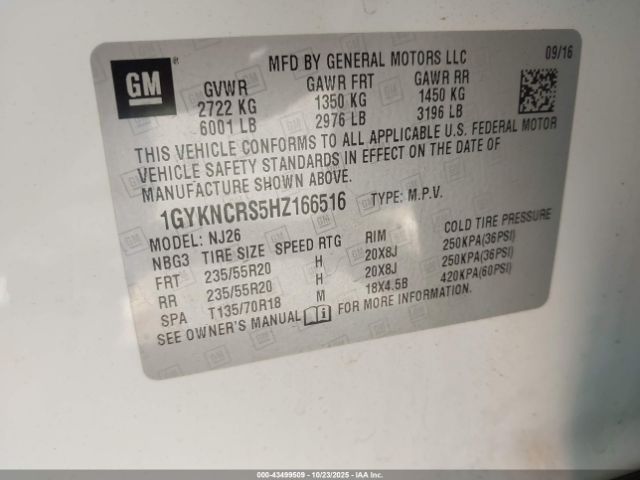 GM
MFD BY GENERAL MOTORS LLC 09/16
GVWR GAWR FRT GAWR RR
2722 KG 1350 KG 1450 KG
6001 LB 2976 LB 3196 LB
THIS VEHICLE CONFORMS TO ALL APPLICABLE U.S. FEDERAL MOTOR
VEHICLE SAFETY STANDARDS IN EFFECT ON THE DATE OF
MANUFACTURE SHOWN ABOVE.
1GYKNCRS5HZ166516 TYPE: M.P.V.
MODEL: NJ26
NBG3 TIRE SIZE SPEED RTG RIM COLD TIRE PRESSURE
FRT 235/55R20 H 20X8J 250KPA(36PSI)
RR 235/55R20 H 20X8J 250KPA(36PSI)
SPA T135/70R18 M 18X4.5B 420KPA(60PSI)
SEE OWNER'S MANUAL FOR MORE INFORMATION.
000-43499509 - 10/23/2025 - IAAI.com